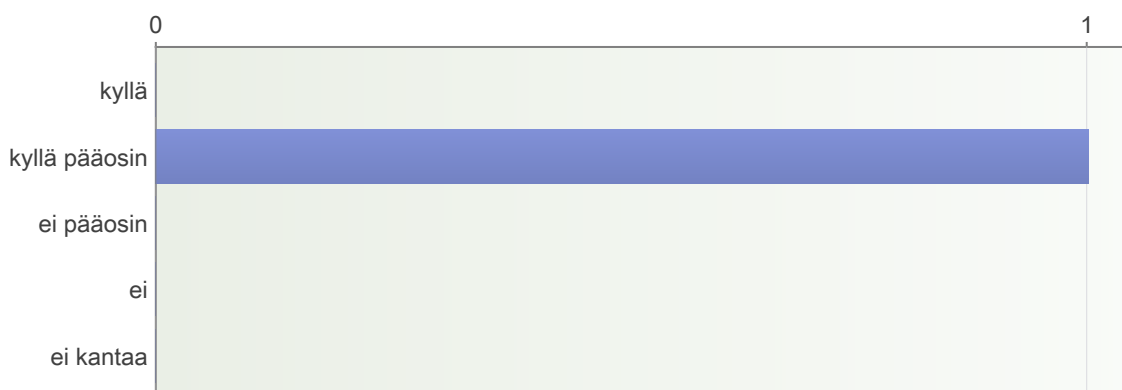 0 1
kyllä
kyllä pääosin
ei pääosin
ei
ei kantaa